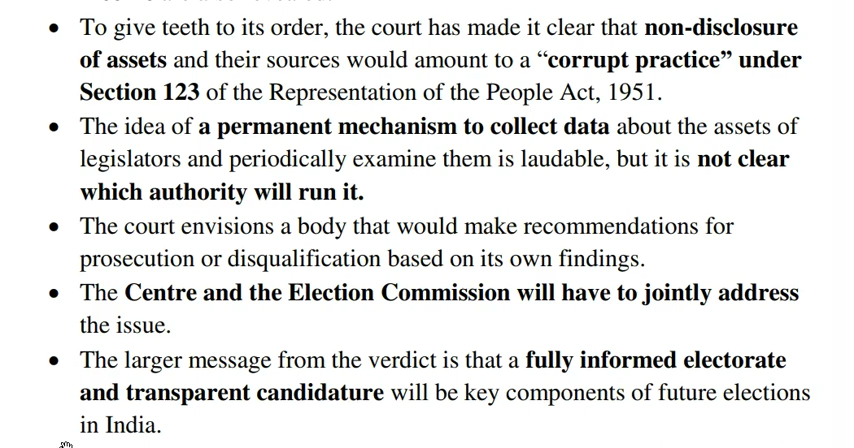 • To give teeth to its order, the court has made it clear that non-disclosure
of assets and their sources would amount to a “corrupt practice” under
Section 123 of the Representation of the People Act, 1951.
• The idea of a permanent mechanism to collect data about the assets of
legislators and periodically examine them is laudable, but it is not clear
which authority will run it.
• The court envisions a body that would make recommendations for
prosecution or disqualification based on its own findings.
• The Centre and the Election Commission will have to jointly address
the issue.
• The larger message from the verdict is that a fully informed electorate
and transparent candidature will be key components of future elections
in India.